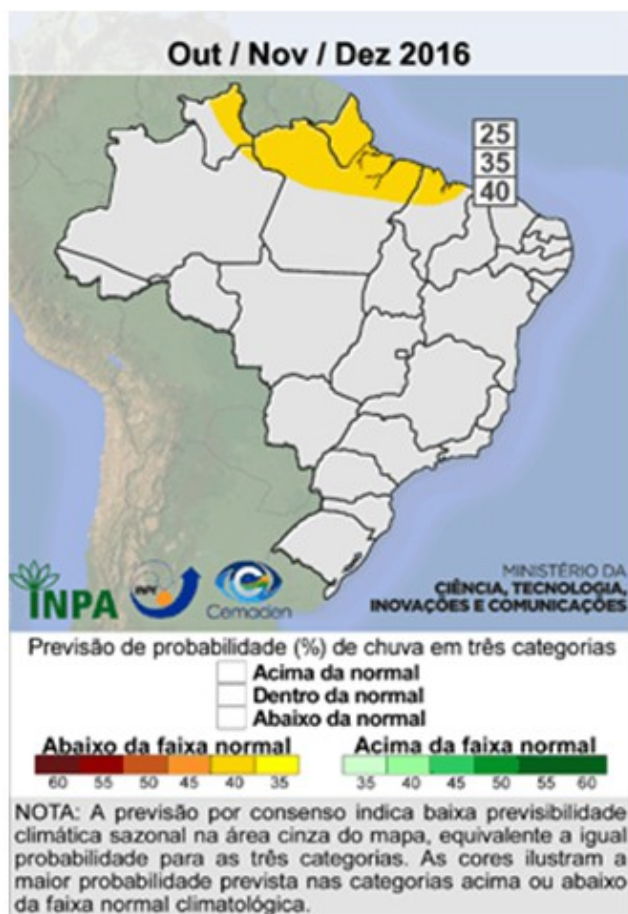 Out / Nov / Dez 2016
25
35
40
INPA
Cemaden
MINISTÉRIO DA
CIÊNCIA, TECNOLOGIA,
INOVAÇÕES E COMUNICAÇÕES
Previsão de probabilidade (%) de chuva em três categorias
Acima da normal
Dentro da normal
Abaixo da normal
Abaixo da faixa normal
60 55 50 45 40 35
Acima da faixa normal
35 40 45 50 55 60
NOTA: A previsão por consenso indica baixa previsibilidade
climática sazonal na área cinza do mapa, equivalente a igual
probabilidade para as três categorias. As cores ilustram a
maior probabilidade prevista nas categorias acima ou abaixo
da faixa normal climatológica.